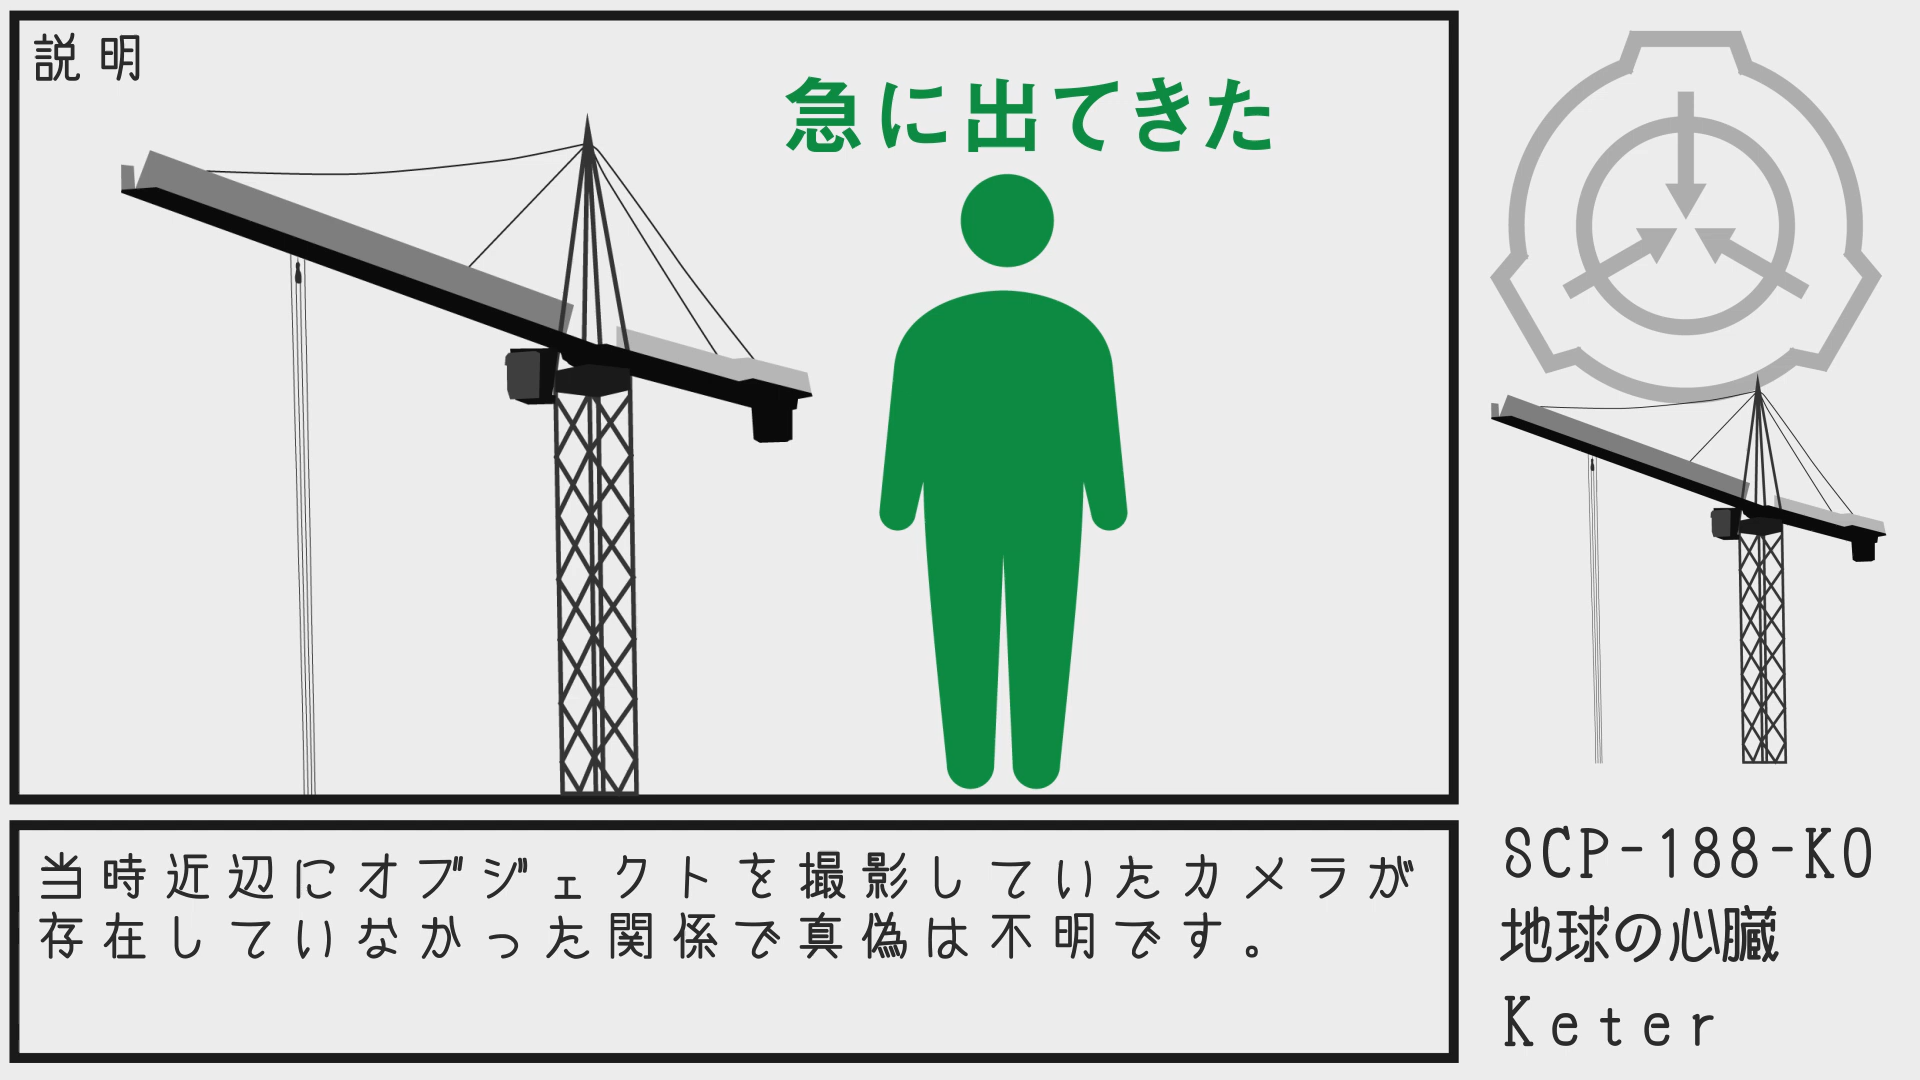 説明
急に出てきた
当時近辺にオブジェクトを撮影していたカメラが
存在していなかった関係で真偽は不明です。
SCP-188-KO
地球の心臓
Keter